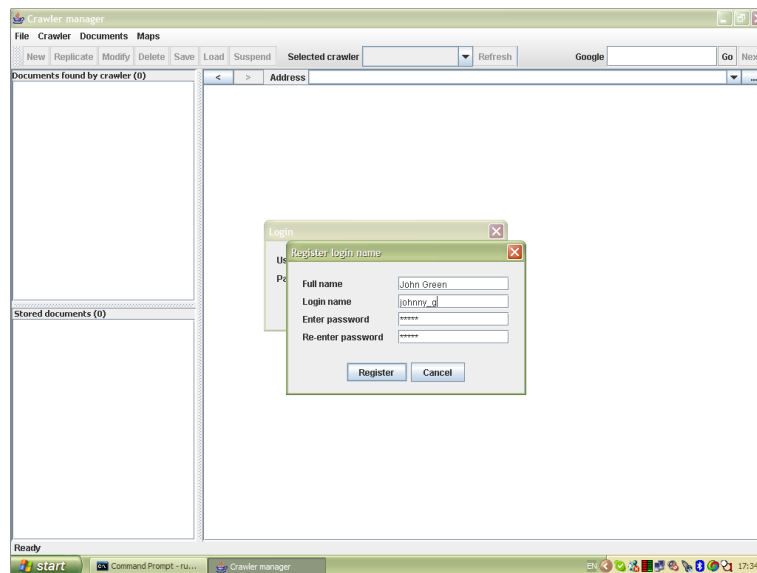 Crawler manager
File Crawler Documents Maps
New Replicate Modify Delete Save Load Suspend Selected crawler Refresh Google Go Nex
Documents found by crawler (0)
< > Address ...
Login
Register login name
Us
Pa
Full name John Green
Login name johnny_g
Enter password *****
Re-enter password *****
Register Cancel
Stored documents (0)
Ready
start Command Prompt - ru... Crawler manager EN 17:34